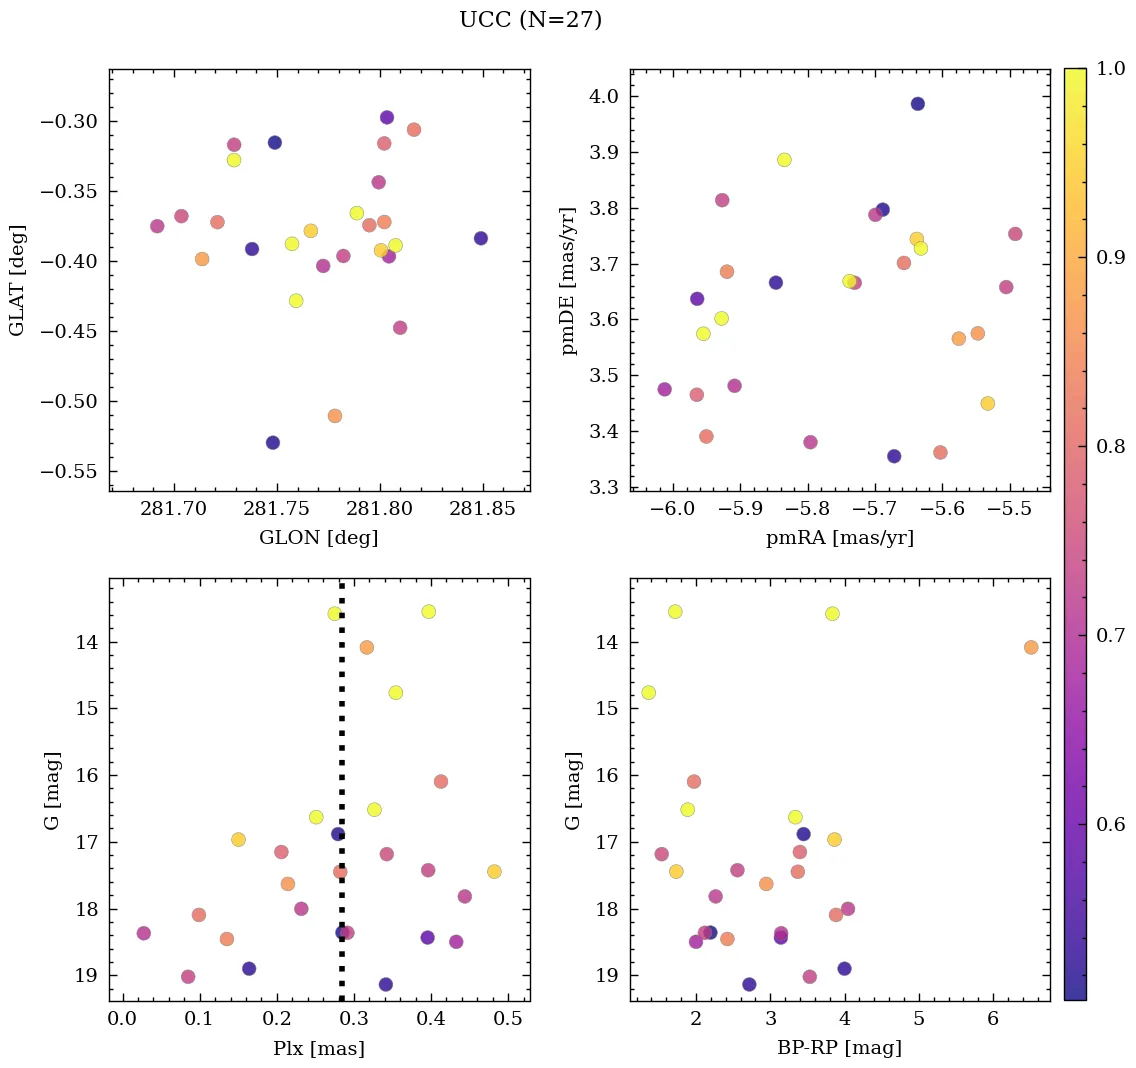 UCC (N=27)
−0.30
−0.35
−0.40
−0.45
−0.50
−0.55
GLAT [deg]
281.70 281.75 281.80 281.85
GLON [deg]
4.0
3.9
3.8
3.7
3.6
3.5
3.4
3.3
pmDE [mas/yr]
−6.0 −5.9 −5.8 −5.7 −5.6 −5.5
pmRA [mas/yr]
1.0
0.9
0.8
0.7
0.6
14
15
16
17
18
19
G [mag]
0.0 0.1 0.2 0.3 0.4 0.5
Plx [mas]
14
15
16
17
18
19
G [mag]
2 3 4 5 6
BP-RP [mag]